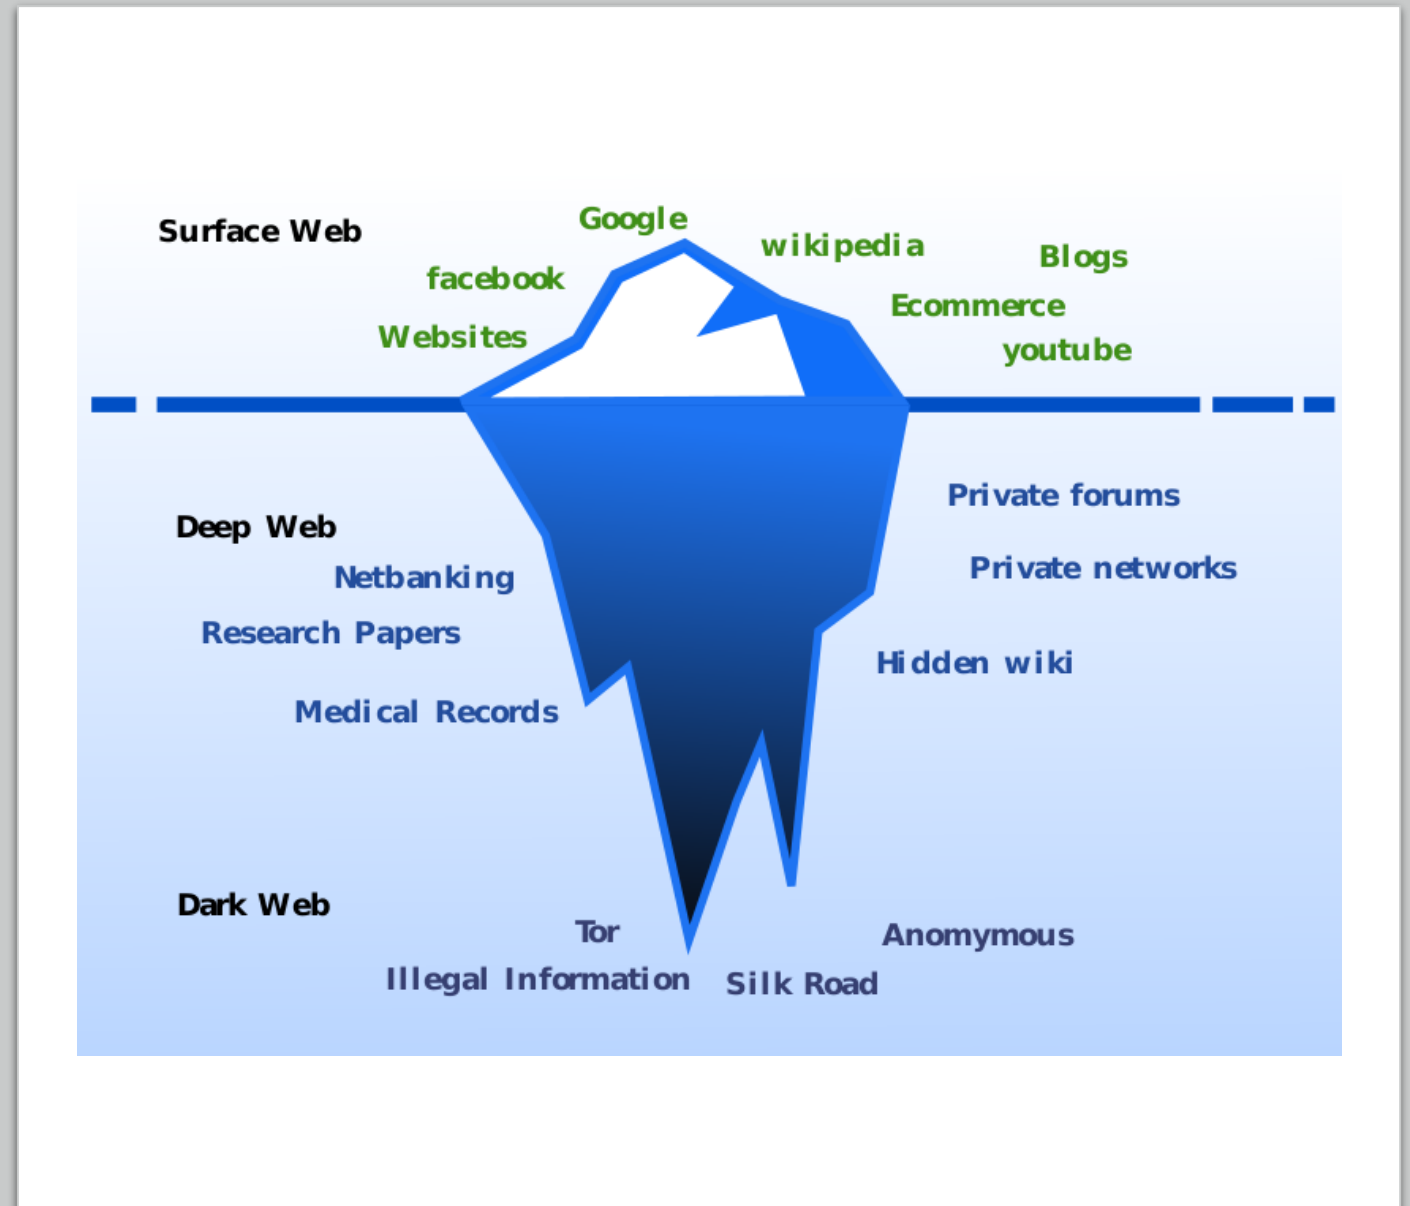 Surface Web
Google
wikipedia
Blogs
facebook
Ecommerce
Websites
youtube
Private forums
Deep Web
Private networks
Netbanking
Research Papers
Hidden wiki
Medical Records
Dark Web
Tor
Anomymous
Illegal Information
Silk Road